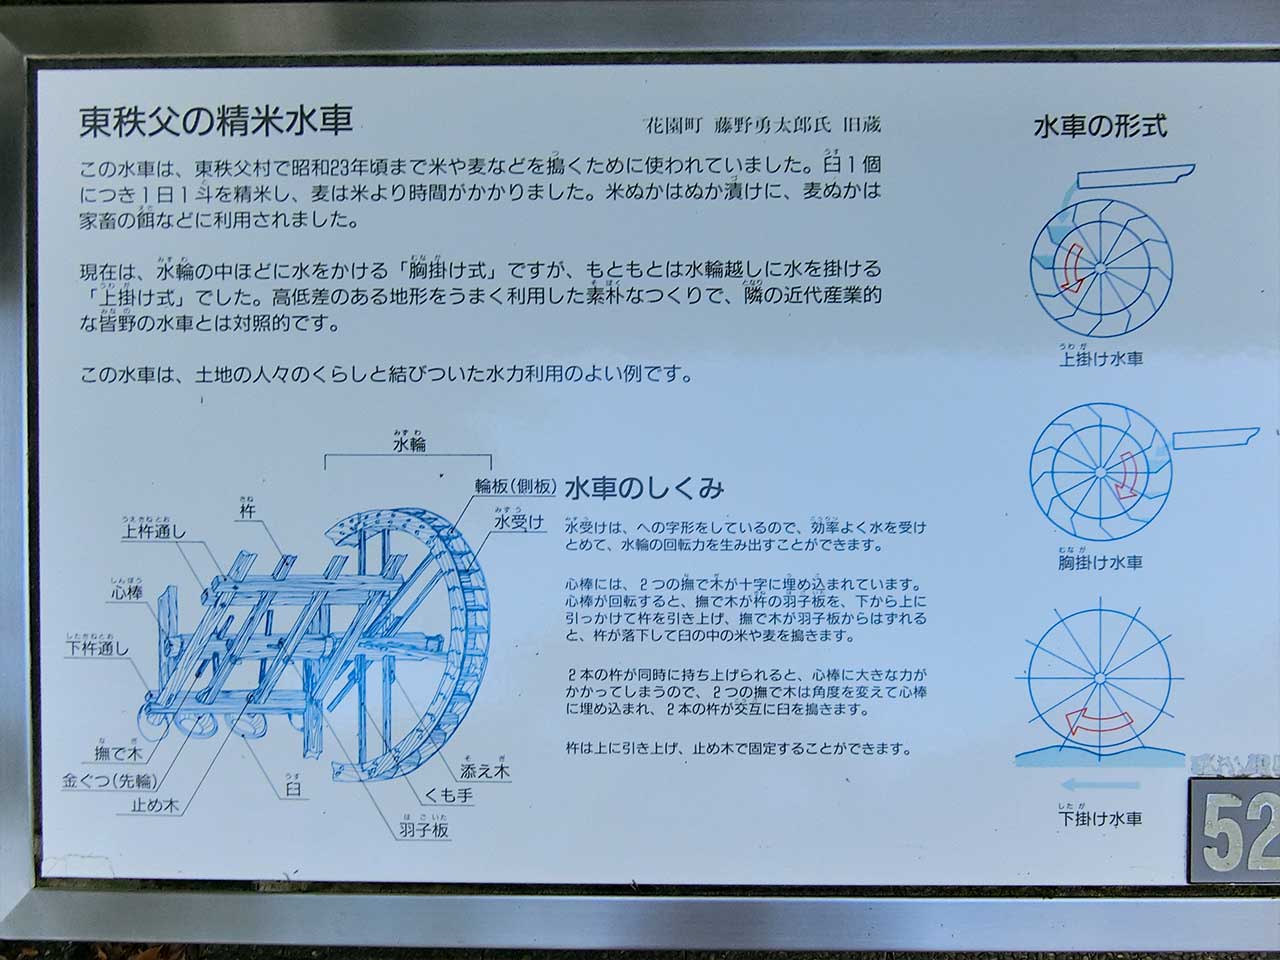 東秩父の精米水車
花園町 藤野勇太郎氏 旧蔵
この水車は、東秩父村で昭和23年頃まで米や麦などを搗くために使われていました。臼1個
につき1日1斗を精米し、麦は米より時間がかかりました。米ぬかはぬか漬けに、麦ぬかは
家畜の餌などに利用されました。
現在は、水輪の中ほどに水をかける「胸掛け式」ですが、もともとは水輪越しに水を掛ける
「上掛け式」でした。高低差のある地形をうまく利用した素朴なつくりで、隣の近代産業的
な皆野の水車とは対照的です。
この水車は、土地の人々のくらしと結びついた水力利用のよい例です。
水輪
輪板(側板)
水受け
杵
上杵通し
心棒
下杵通し
撫で木
金ぐつ(先輪)
止め木
臼
添え木
くも手
羽子板
水車のしくみ
水受けは、への字形をしているので、効率よく水を受け
とめて、水輪の回転力を生み出すことができます。
心棒には、2つの撫で木が十字に埋め込まれています。
心棒が回転すると、撫で木が杵の羽子板を、下から上に
引っかけて杵を引き上げ、撫で木が羽子板からはずれる
と、杵が落下して臼の中の米や麦を搗きます。
2本の杵が同時に持ち上げられると、心棒に大きな力が
かかってしまうので、2つの撫で木は角度を変えて心棒
に埋め込まれ、2本の杵が交互に臼を搗きます。
杵は上に引き上げ、止め木で固定することができます。
水車の形式
上掛け水車
胸掛け水車
下掛け水車
52